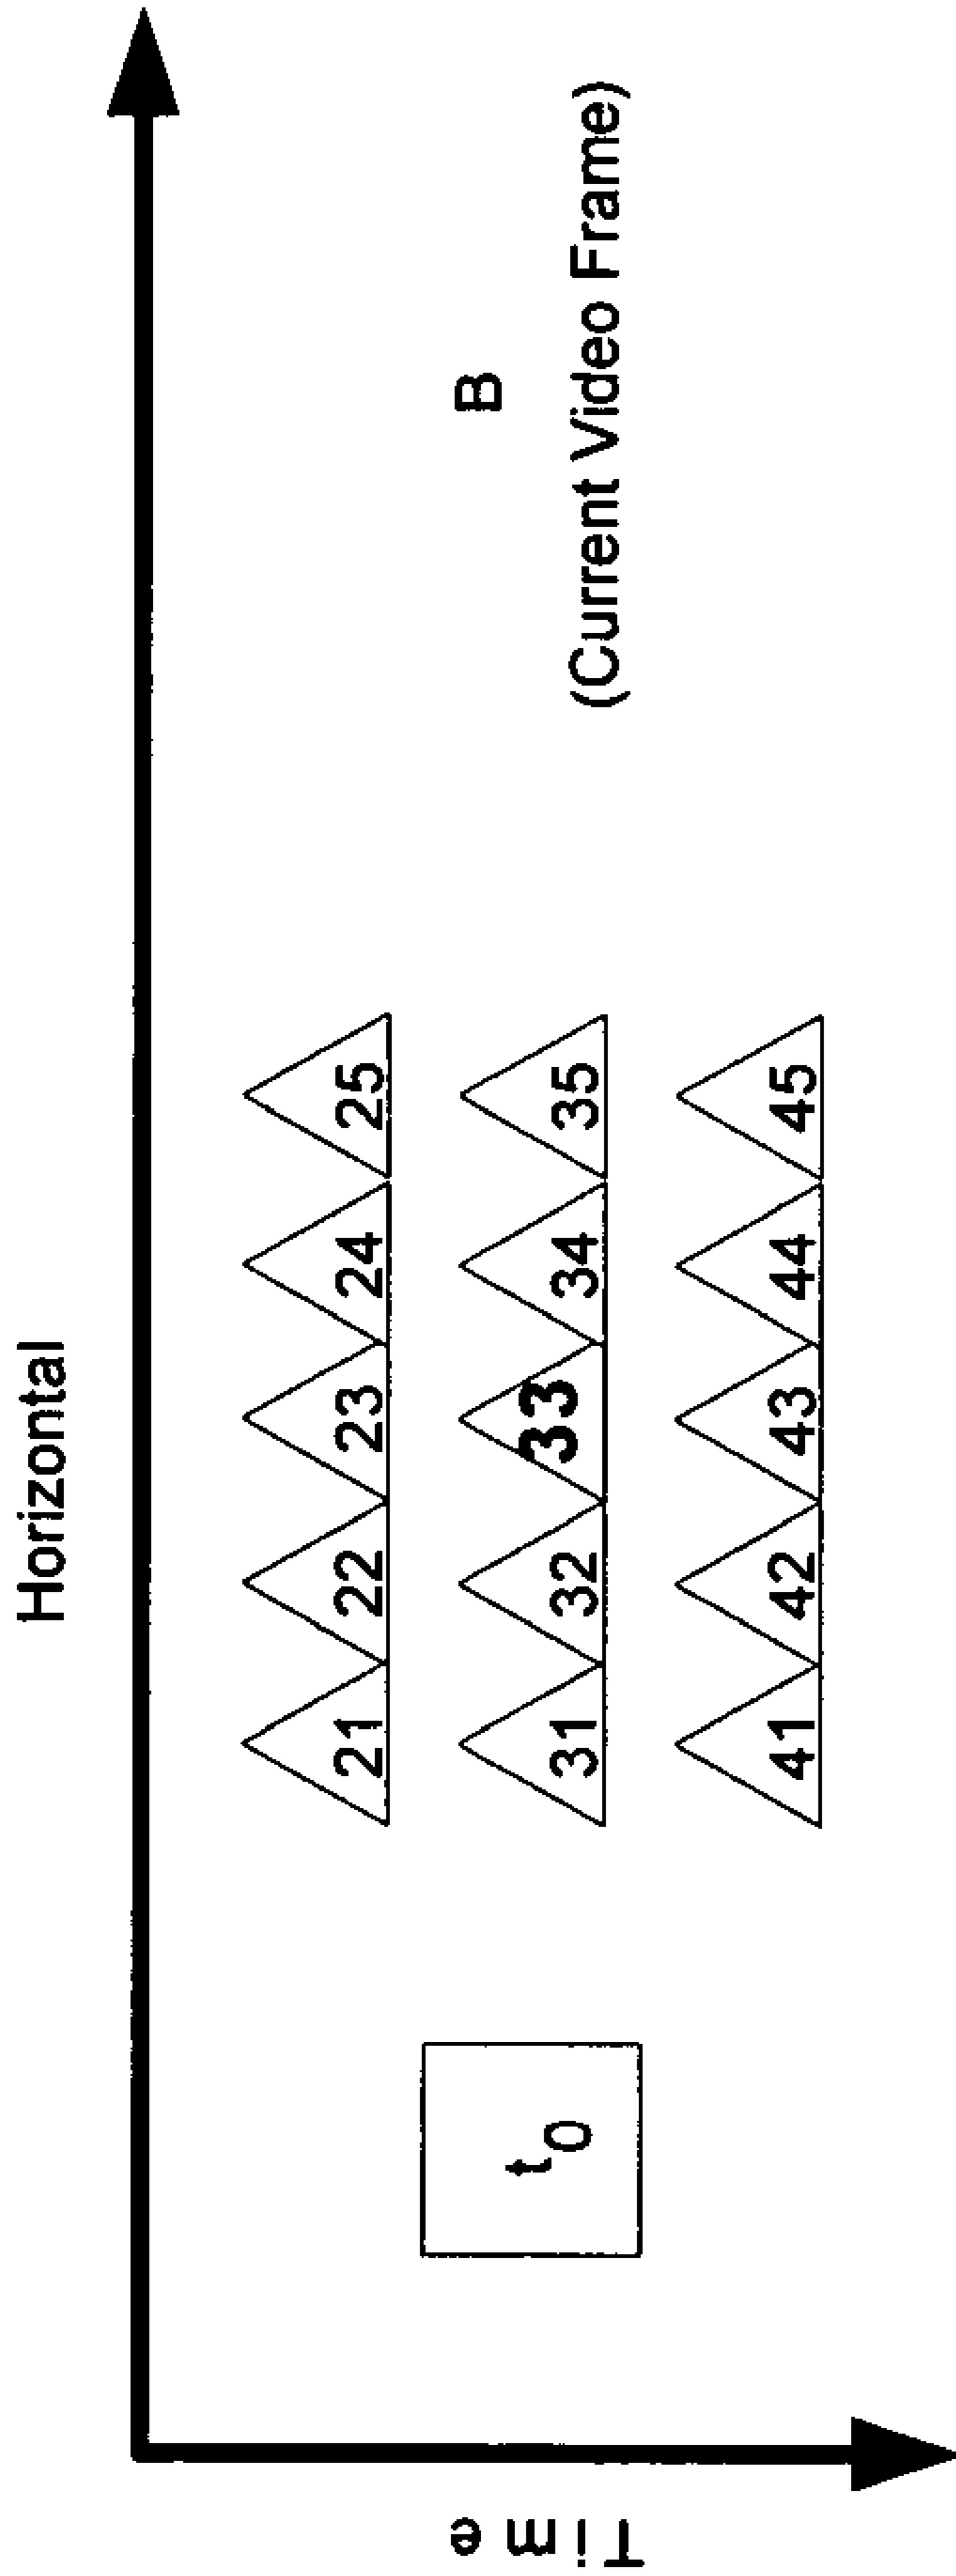 Horizontal
Time
21 22 23 24 25
t0 31 32 33 34 35 B
(Current Video Frame)
41 42 43 44 45